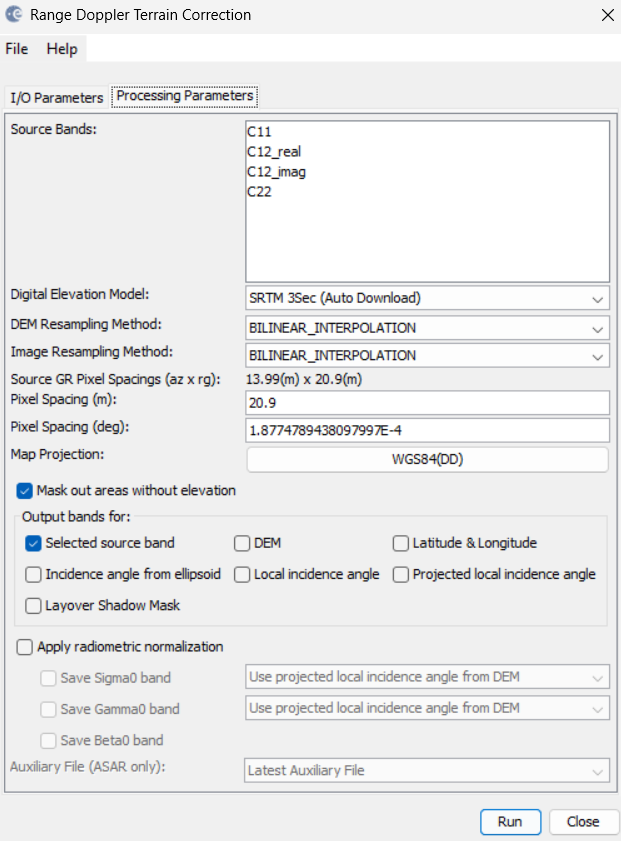 Range Doppler Terrain Correction
File Help
I/O Parameters Processing Parameters
Source Bands:
C11
C12_real
C12_imag
C22
Digital Elevation Model: SRTM 3Sec (Auto Download)
DEM Resampling Method: BILINEAR_INTERPOLATION
Image Resampling Method: BILINEAR_INTERPOLATION
Source GR Pixel Spacings (az x rg): 13.99(m) x 20.9(m)
Pixel Spacing (m): 20.9
Pixel Spacing (deg): 1.8774789438097997E-4
Map Projection: WGS84(DD)
Mask out areas without elevation
Output bands for:
Selected source band DEM Latitude & Longitude
Incidence angle from ellipsoid Local incidence angle Projected local incidence angle
Layover Shadow Mask
Apply radiometric normalization
Save Sigma0 band Use projected local incidence angle from DEM
Save Gamma0 band Use projected local incidence angle from DEM
Save Beta0 band
Auxiliary File (ASAR only): Latest Auxiliary File
Run Close